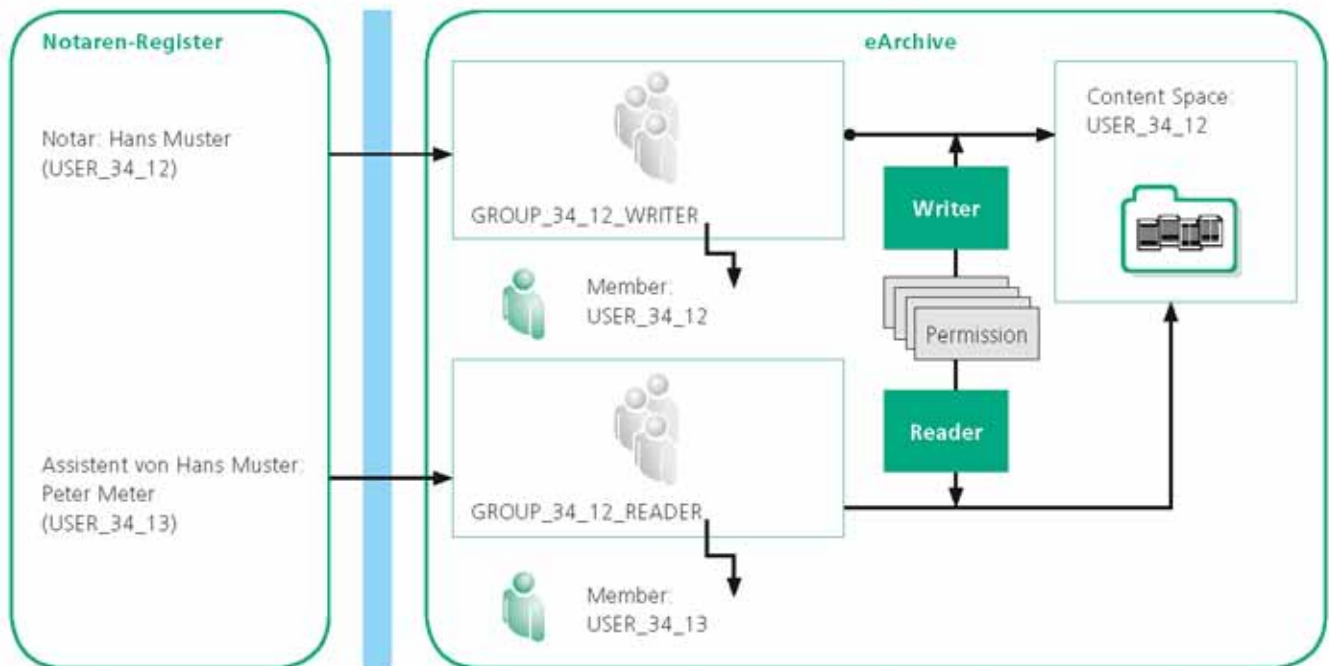 Notaren-Register
Notar: Hans Muster
(USER_34_12)
Assistent von Hans Muster:
Peter Meter
(USER_34_13)
eArchive
GROUP_34_12_WRITER
Member:
USER_34_12
GROUP_34_12_READER
Member:
USER_34_13
Writer
Permission
Reader
Content Space:
USER_34_12